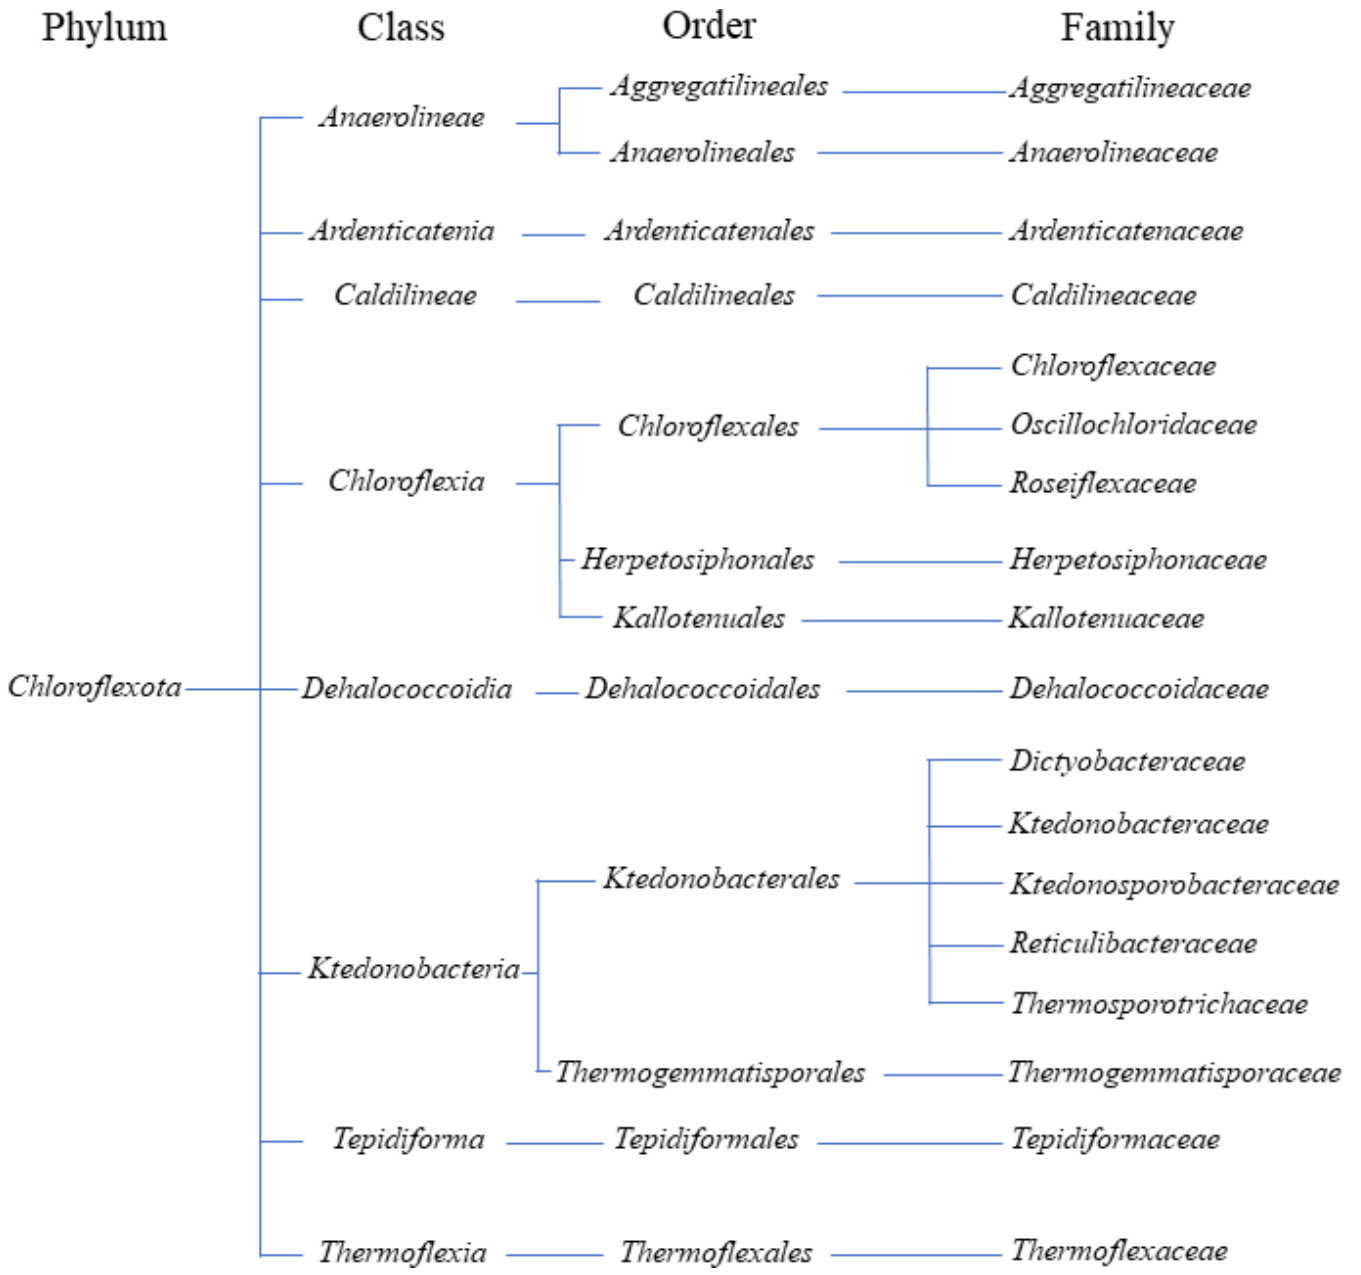 Phylum Class Order Family
Aggregatilineales Aggregatilineaceae
Anaerolineae
Anaerolineales Anaerolineaceae
Ardenticatenia Ardenticatenales Ardenticatenaceae
Caldilineae Caldilineales Caldilineaceae
Chloroflexaceae
Chloroflexales Oscillochloridaceae
Chloroflexia Roseiflexaceae
Herpetosiphonales Herpetosiphonaceae
Kallotenuales Kallotenuaceae
Chloroflexota Dehalococcoidia Dehalococcoidales Dehalococcoidaceae
Dictyobacteraceae
Ktedonobacteraceae
Ktedonobacterales Ktedonosporobacteraceae
Reticulibacteraceae
Ktedonobacteria
Thermosporotrichaceae
Thermogemmatisporales Thermogemmatisporaceae
Tepidiforma Tepidiformales Tepidiformaceae
Thermoflexia Thermoflexales Thermoflexaceae